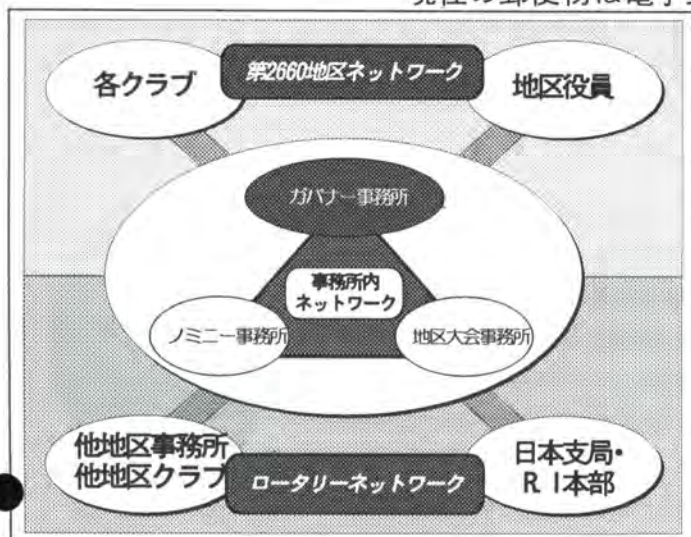 各クラブ
第2660地区ネットワーク
地区役員
ガバナー事務所
事務所内
ネットワーク
ノミニー事務所
地区大会事務所
他地区事務所
他地区クラブ
ロータリーネットワーク
日本支局・
ＲＩ本部